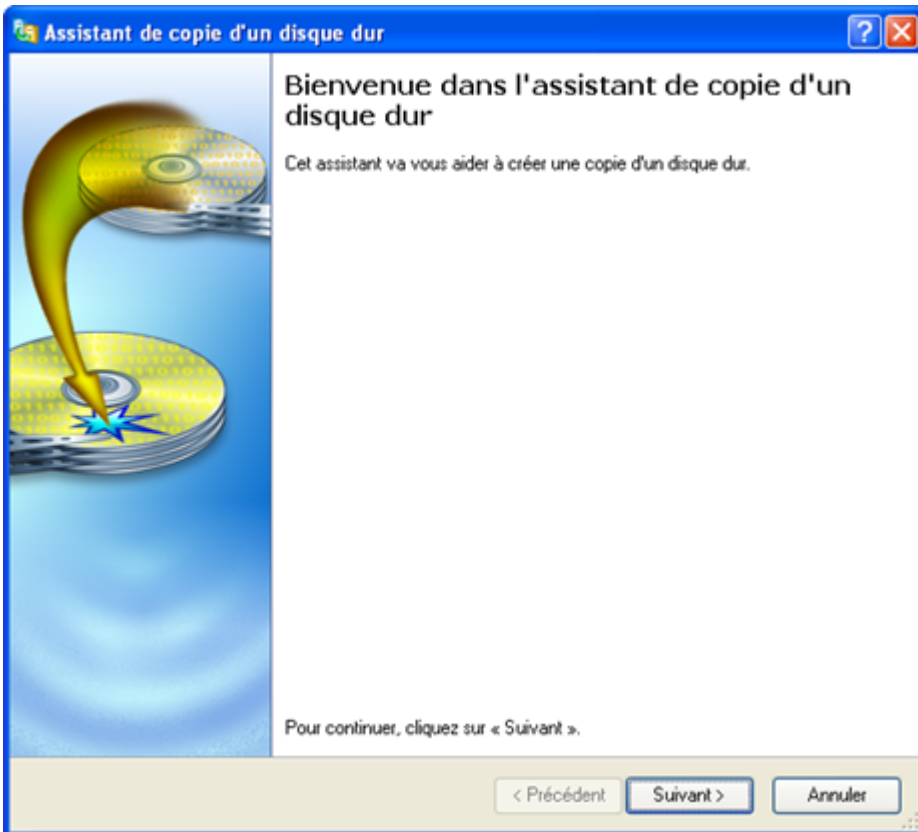 Assistant de copie d'un disque dur
Bienvenue dans l'assistant de copie d'un
disque dur
Cet assistant va vous aider à créer une copie d'un disque dur.
Pour continuer, cliquez sur « Suivant ».
< Précédent
Suivant >
Annuler